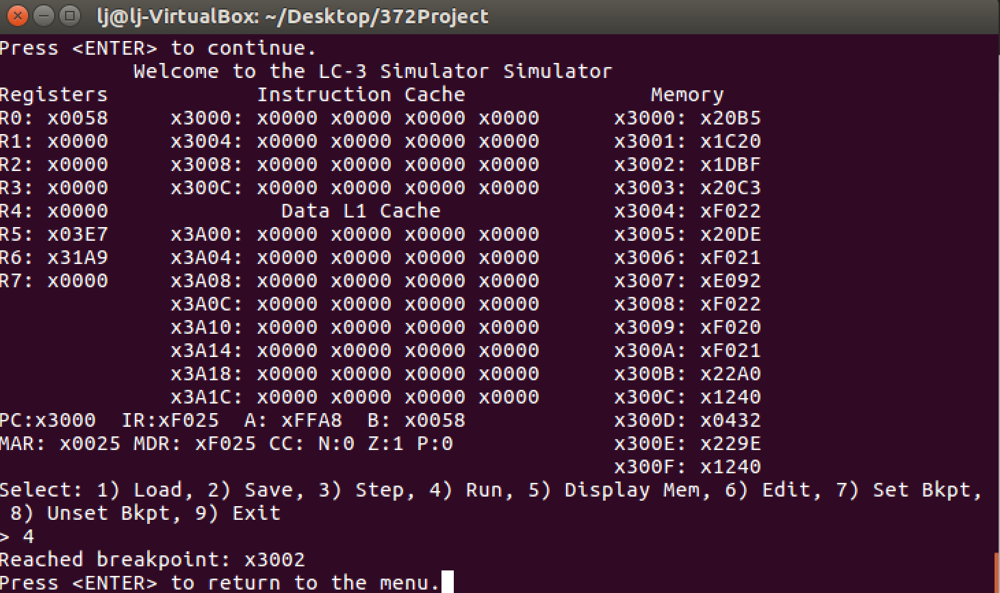 lj@lj-VirtualBox: ~/Desktop/372Project
Press <ENTER> to continue.
Welcome to the LC-3 Simulator Simulator
Registers Instruction Cache Memory
R0: x0058 x3000: x0000 x0000 x0000 x0000 x3000: x20B5
R1: x0000 x3004: x0000 x0000 x0000 x0000 x3001: x1C20
R2: x0000 x3008: x0000 x0000 x0000 x0000 x3002: x1DBF
R3: x0000 x300C: x0000 x0000 x0000 x0000 x3003: x20C3
R4: x0000 Data L1 Cache x3004: xF022
R5: x03E7 x3A00: x0000 x0000 x0000 x0000 x3005: x20DE
R6: x31A9 x3A04: x0000 x0000 x0000 x0000 x3006: xF021
R7: x0000 x3A08: x0000 x0000 x0000 x0000 x3007: xE092
x3A0C: x0000 x0000 x0000 x0000 x3008: xF022
x3A10: x0000 x0000 x0000 x0000 x3009: xF020
x3A14: x0000 x0000 x0000 x0000 x300A: xF021
x3A18: x0000 x0000 x0000 x0000 x300B: x22A0
x3A1C: x0000 x0000 x0000 x0000 x300C: x1240
PC:x3000 IR:xF025 A: xFFA8 B: x0058 x300D: x0432
MAR: x0025 MDR: xF025 CC: N:0 Z:1 P:0 x300E: x229E
x300F: x1240
Select: 1) Load, 2) Save, 3) Step, 4) Run, 5) Display Mem, 6) Edit, 7) Set Bkpt,
8) Unset Bkpt, 9) Exit
> 4
Reached breakpoint: x3002
Press <ENTER> to return to the menu.